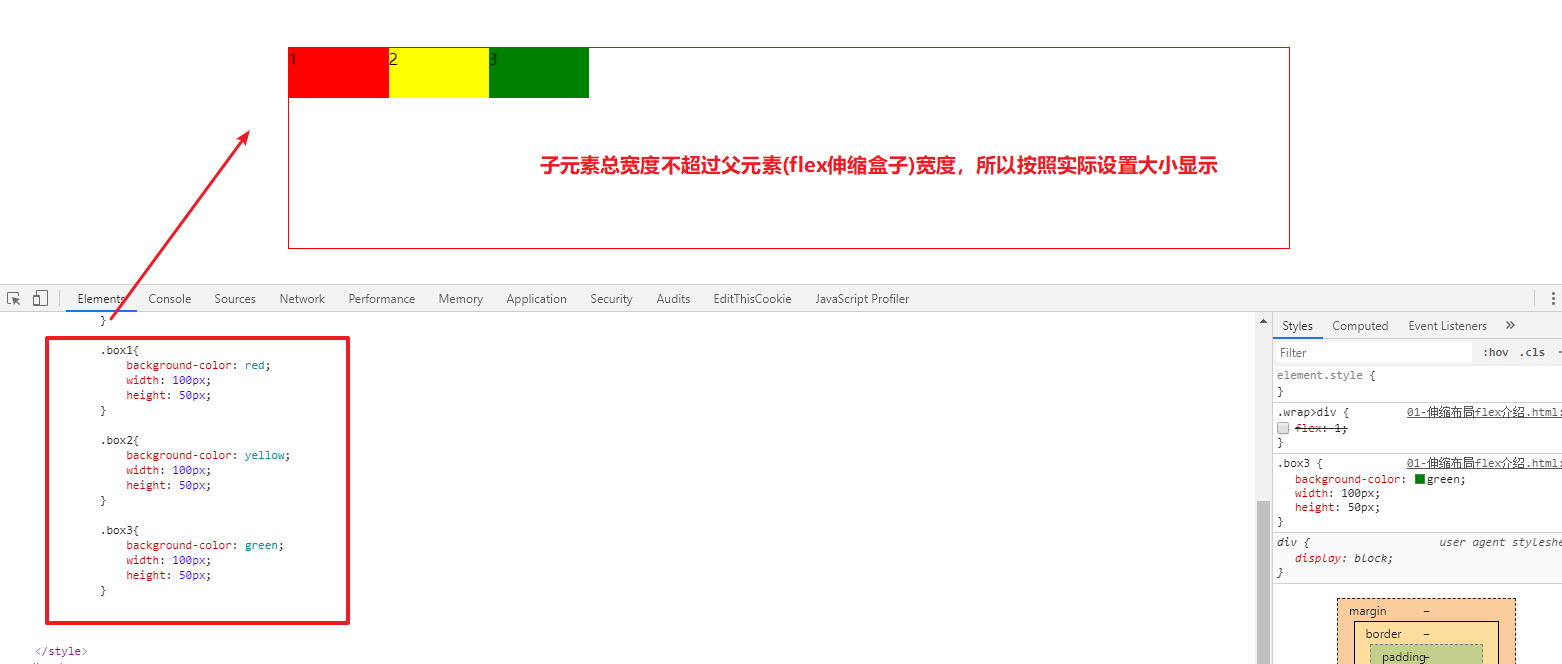 1 2 3
子元素总宽度不超过父元素(flex伸缩盒子)宽度，所以按照实际设置大小显示
Elements Console Sources Network Performance Memory Application Security Audits EditThisCookie JavaScript Profiler
}
.box1{
background-color: red;
width: 100px;
height: 50px;
}
.box2{
background-color: yellow;
width: 100px;
height: 50px;
}
.box3{
background-color: green;
width: 100px;
height: 50px;
}
</style>
Styles Computed Event Listeners »
Filter :hov .cls
element.style {
}
.wrap>div { 01-伸缩布局flex介绍.html:
flex: 1;
}
.box3 { 01-伸缩布局flex介绍.html:
background-color: green;
width: 100px;
height: 50px;
}
div { user agent styleshe
display: block;
}
margin –
border –
padding–